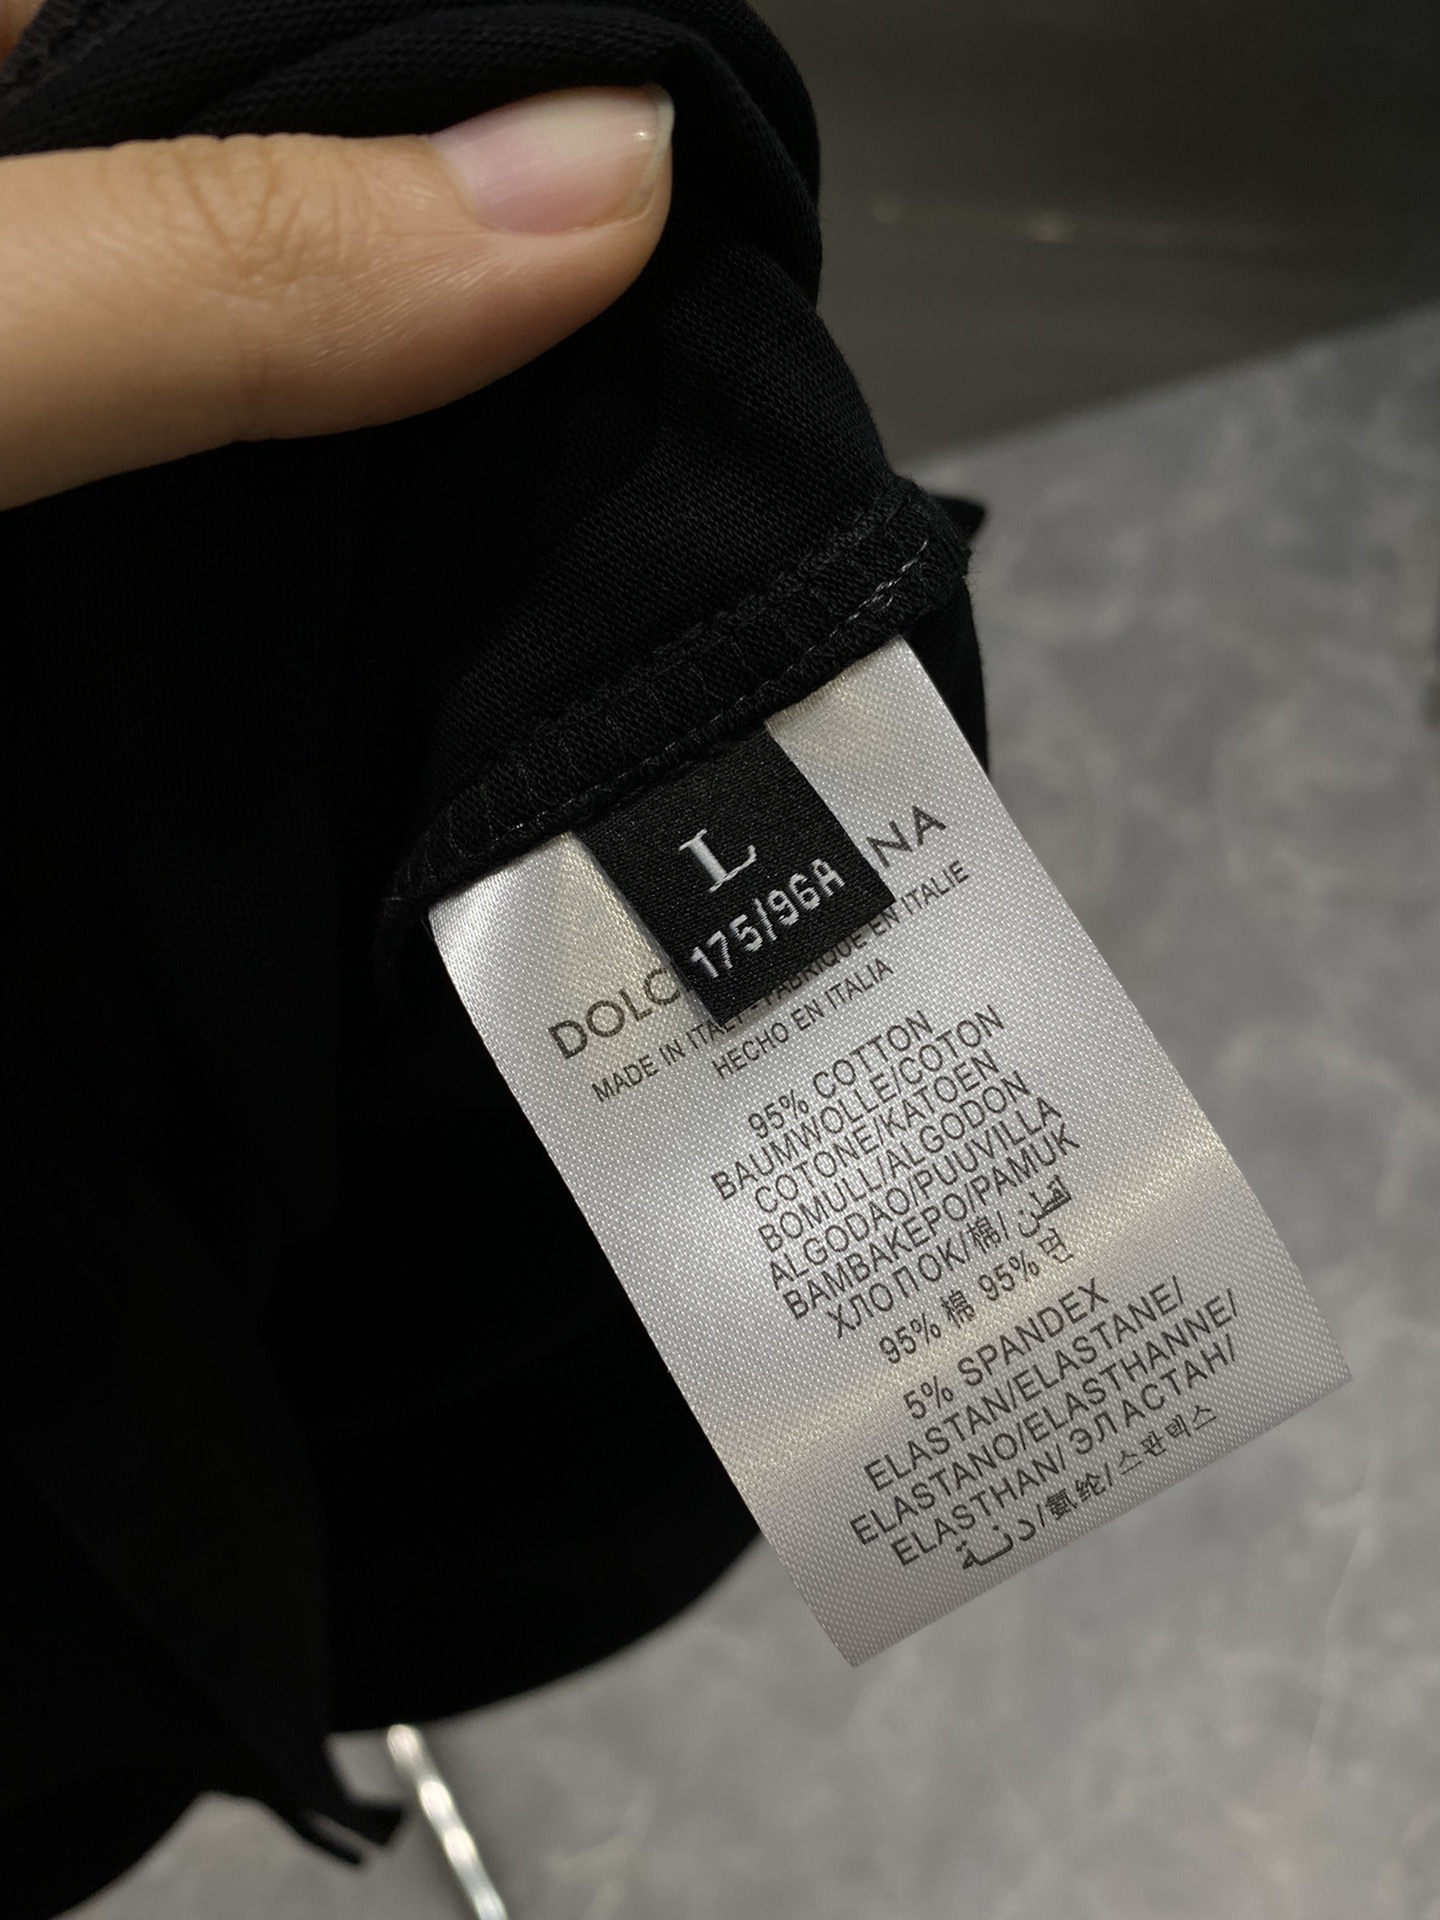 L
175/96A
DOLC NA
MADE IN ITALY - FABRIQUE EN ITALIE
HECHO EN ITALIA
95% COTTON
BAUMWOLLE/COTON
COTONE/KATOEN
BOMULL/ALGODON
ALGODAO/PUUVILLA
BAMBAKEPO/PAMUK
ХЛОПОК/棉/قطن
95% 棉 95% 면
5% SPANDEX
ELASTAN/ELASTANE/
ELASTANO/ELASTHANNE/
ELASTHAN/ ЭЛАСТАН/
/氨纶/스판덱스